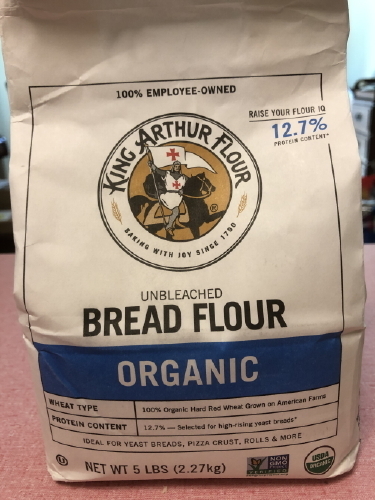 100% EMPLOYEE-OWNED
RAISE YOUR FLOUR IQ
12.7%
PROTEIN CONTENT*
KING ARTHUR FLOUR
®
BAKING WITH JOY SINCE 1790
UNBLEACHED
BREAD FLOUR
ORGANIC
WHEAT TYPE 100% Organic Hard Red Wheat Grown on American Farms
PROTEIN CONTENT 12.7% — Selected for high-rising yeast breads*
IDEAL FOR YEAST BREADS, PIZZA CRUST, ROLLS & MORE
U
NET WT 5 LBS (2.27kg)
NON
GMO
VERIFIED
USDA
ORGANIC